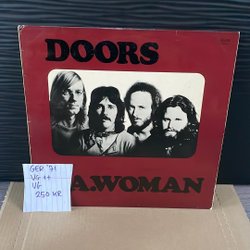 DOORS
L.A.WOMAN
GER '71
VG ++
VG
250 KR